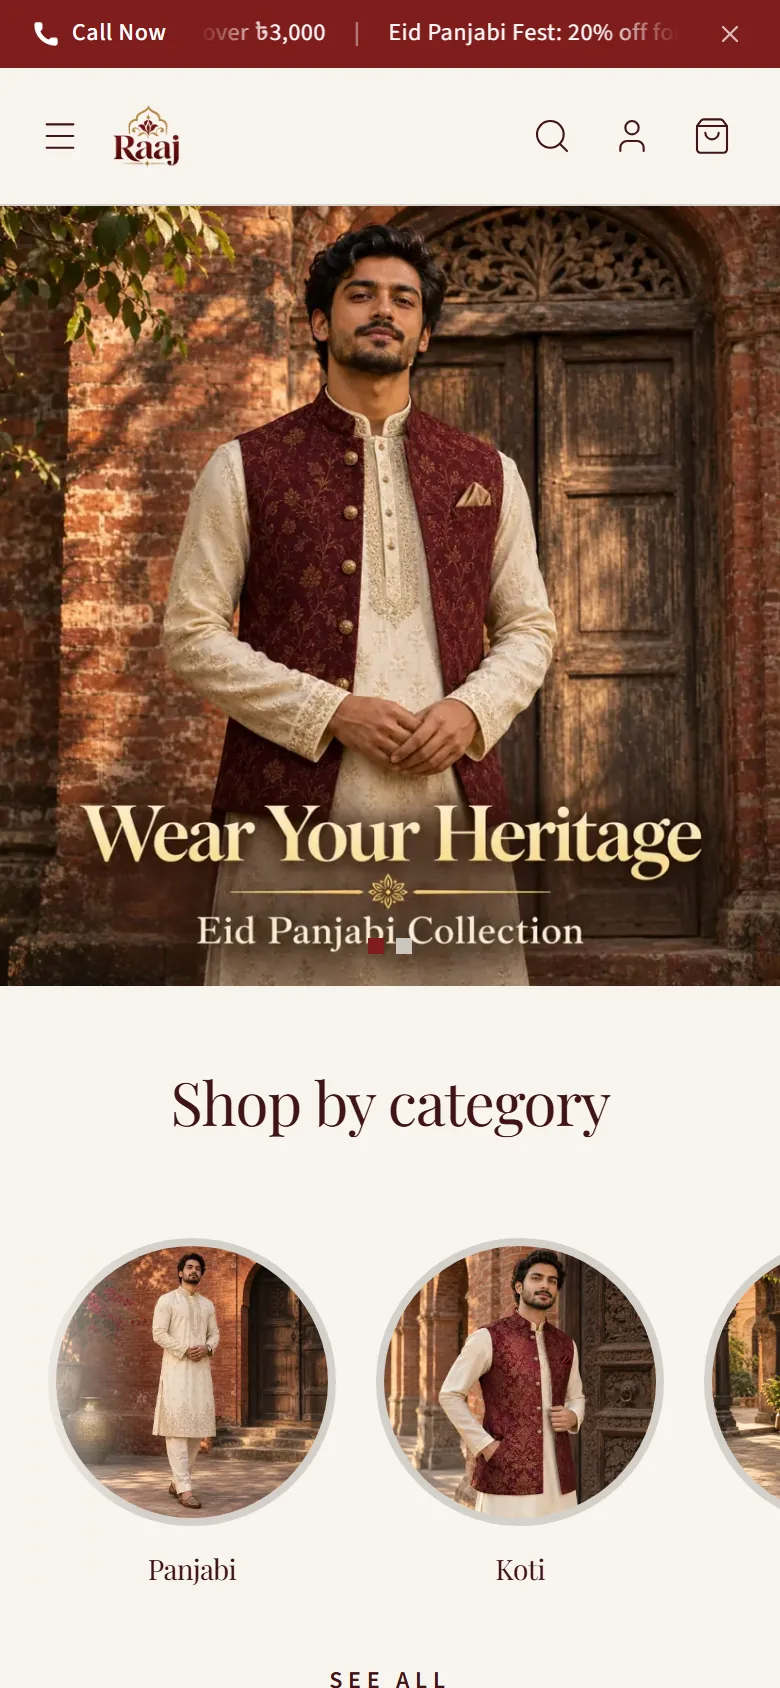 Call Now
over ৳3,000 | Eid Panjabi Fest: 20% off
Raaj
Wear Your Heritage
Eid Panjabi Collection
Shop by category
Panjabi
Koti
SEE ALL